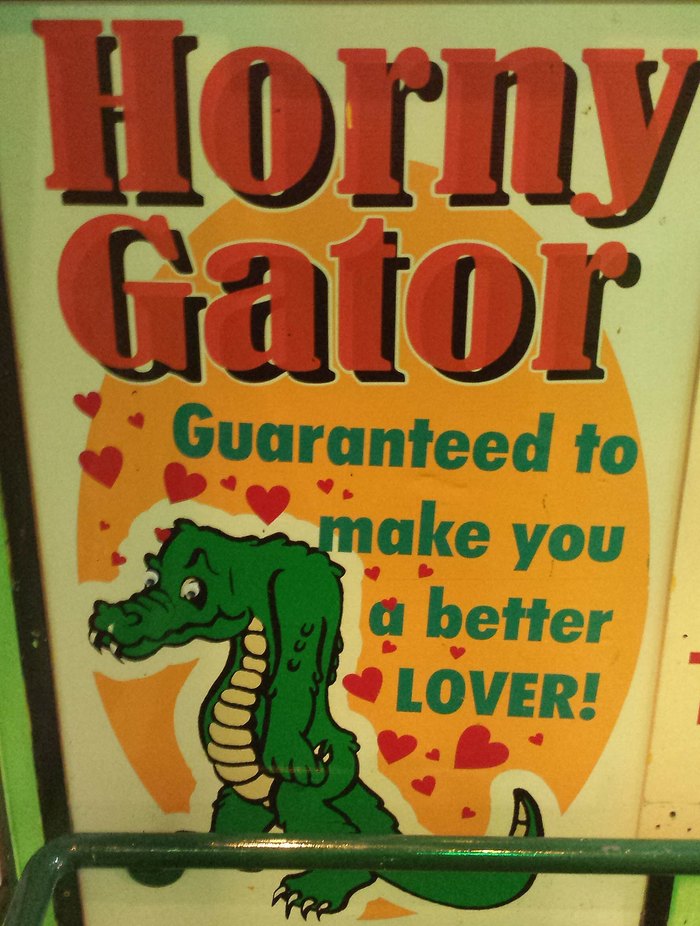 Horny
Gator
Guaranteed to
make you
a better
LOVER!